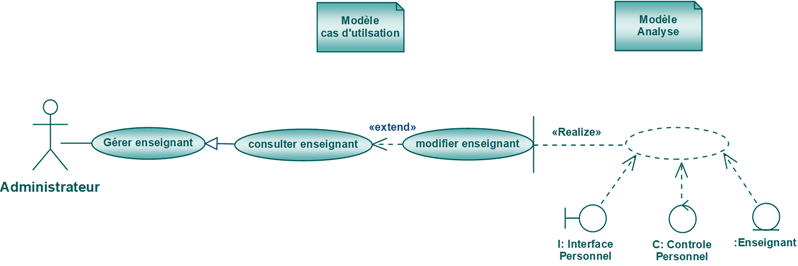 Modèle
cas d'utilsation
Modèle
Analyse
«extend»
«Realize»
Gérer enseignant
consulter enseignant
modifier enseignant
Administrateur
I: Interface
Personnel
C: Controle
Personnel
:Enseignant